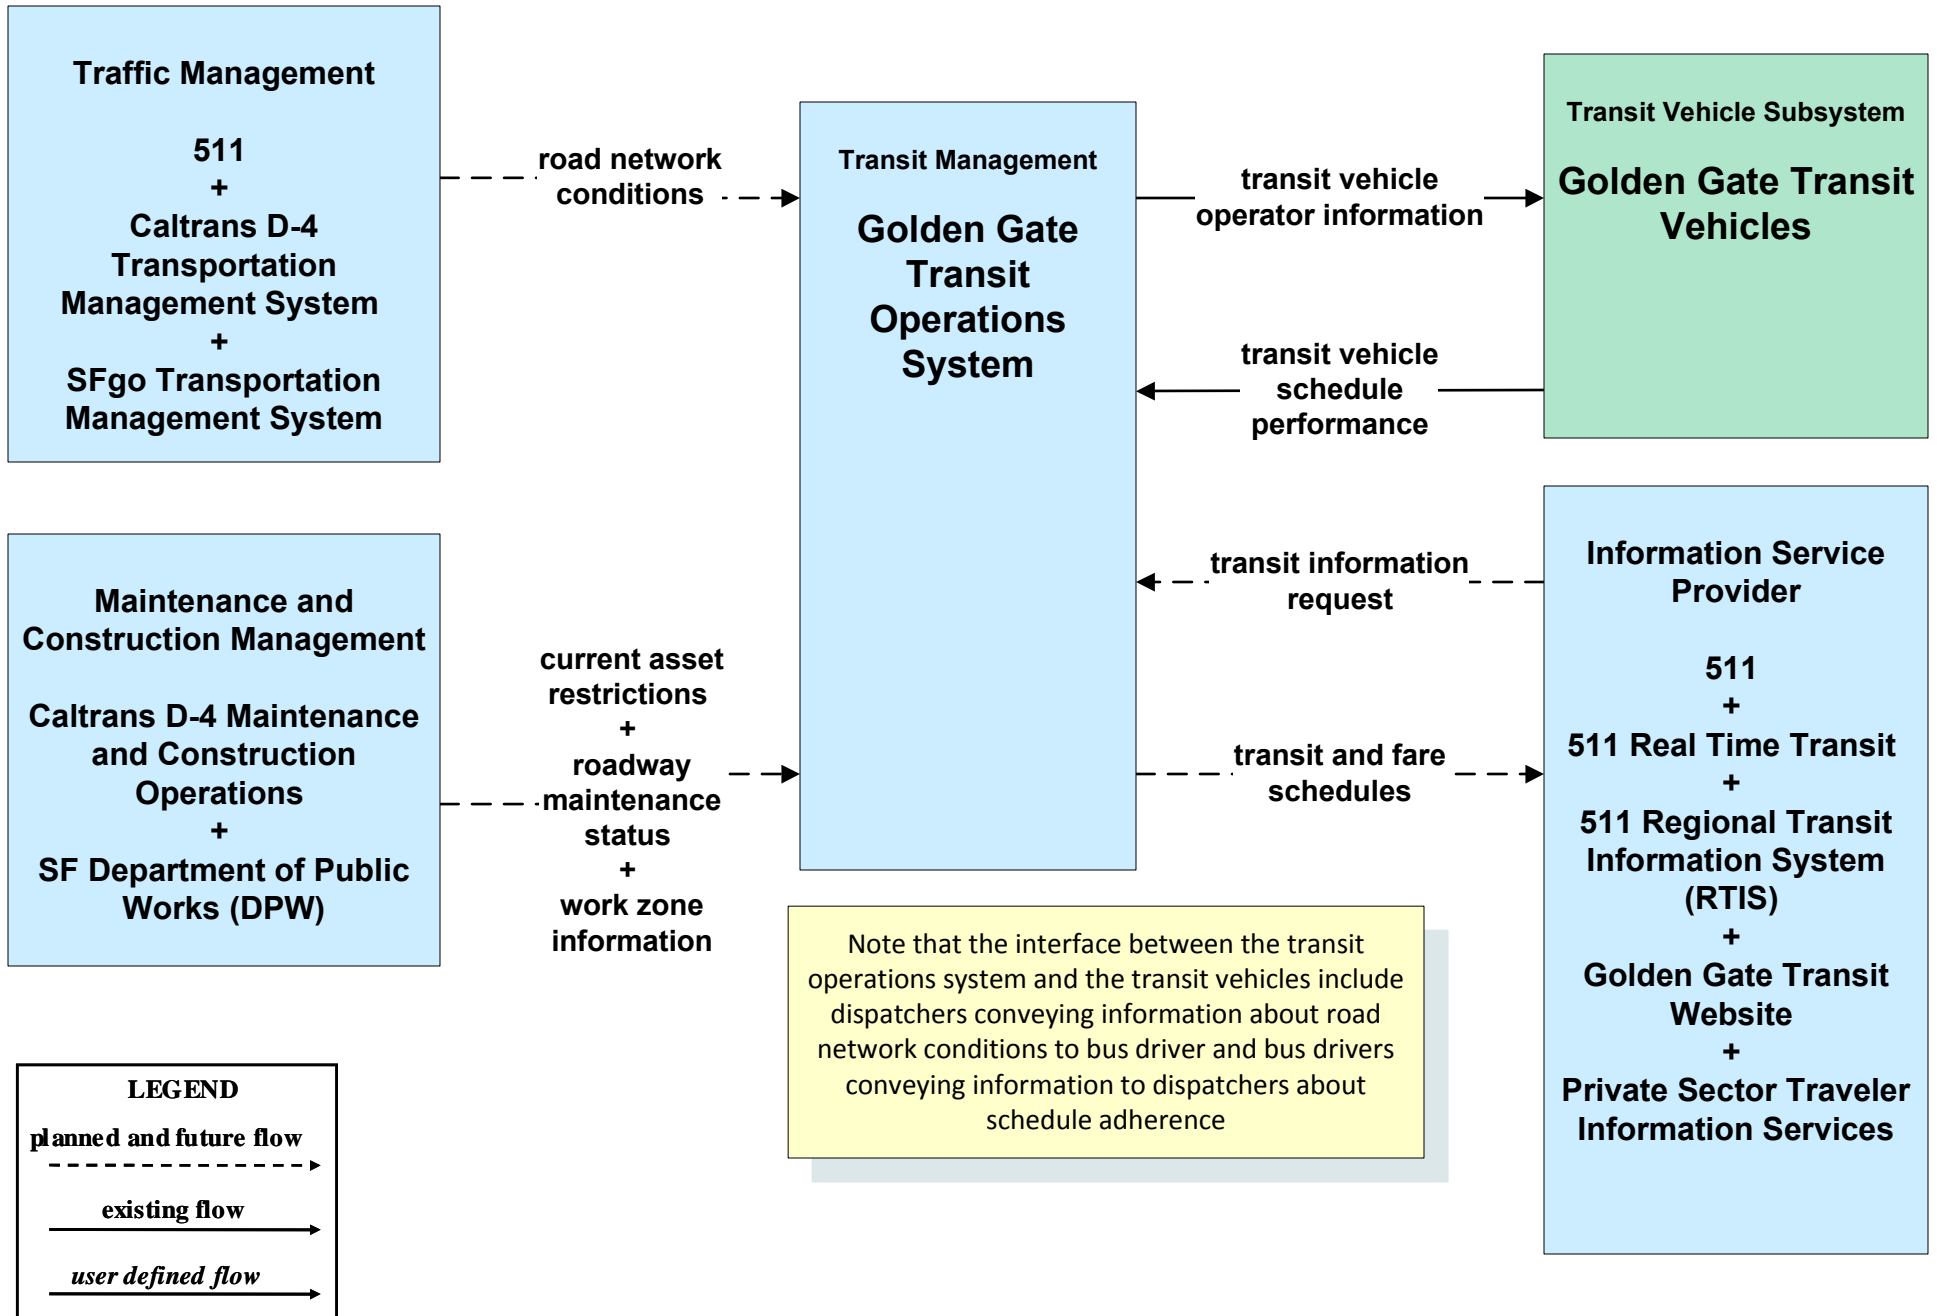 Traffic Management
511
+
Caltrans D-4
Transportation
Management System
+
SFgo Transportation
Management System
road network
conditions
Transit Management
Golden Gate
Transit
Operations
System
transit vehicle
operator information
Transit Vehicle Subsystem
Golden Gate Transit
Vehicles
transit vehicle
schedule
performance
Maintenance and
Construction Management
Caltrans D-4 Maintenance
and Construction
Operations
+
SF Department of Public
Works (DPW)
current asset
restrictions
+
roadway
maintenance
status
+
work zone
information
transit information
request
transit and fare
schedules
Information Service
Provider
511
+
511 Real Time Transit
+
511 Regional Transit
Information System
(RTIS)
+
Golden Gate Transit
Website
+
Private Sector Traveler
Information Services
Note that the interface between the transit
operations system and the transit vehicles include
dispatchers conveying information about road
network conditions to bus driver and bus drivers
conveying information to dispatchers about
schedule adherence
LEGEND
planned and future flow
existing flow
user defined flow